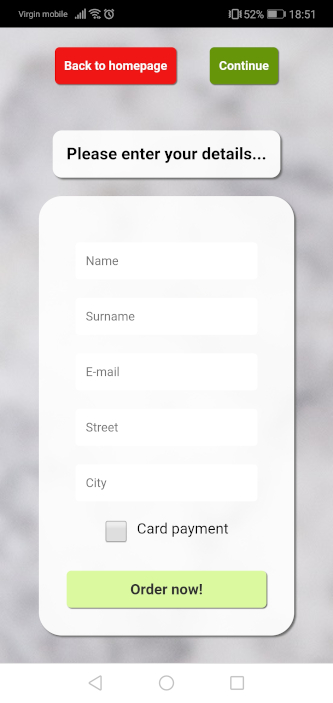 Virgin mobile 52% 18:51
Back to homepage Continue
Please enter your details...
Name
Surname
E-mail
Street
City
Card payment
Order now!